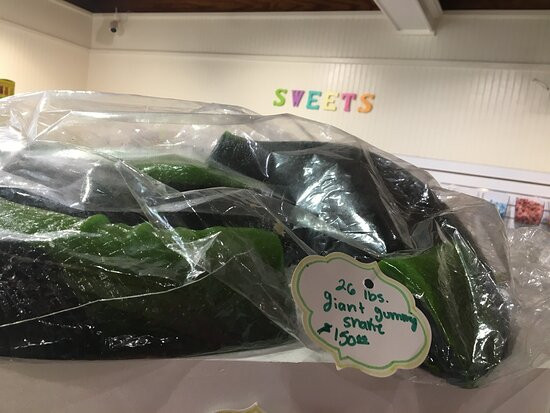 SWEETS
26 lbs.
giant gummy
snake
$150.00